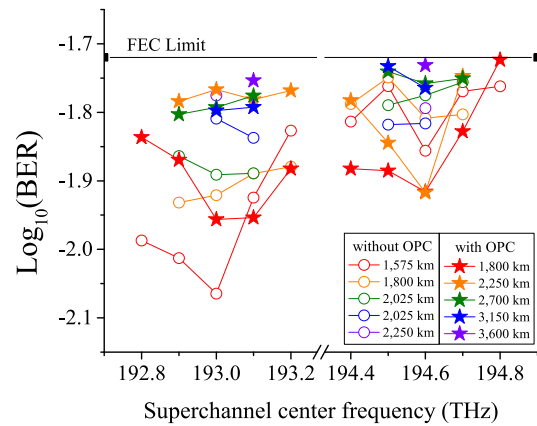 FEC Limit
-1.7
-1.8
-1.9
-2.0
-2.1
Log10(BER)
192.8 193.0 193.2 194.4 194.6 194.8
Superchannel center frequency (THz)
without OPC with OPC
1,575 km 1,800 km
1,800 km 2,250 km
2,025 km 2,700 km
2,025 km 3,150 km
2,250 km 3,600 km